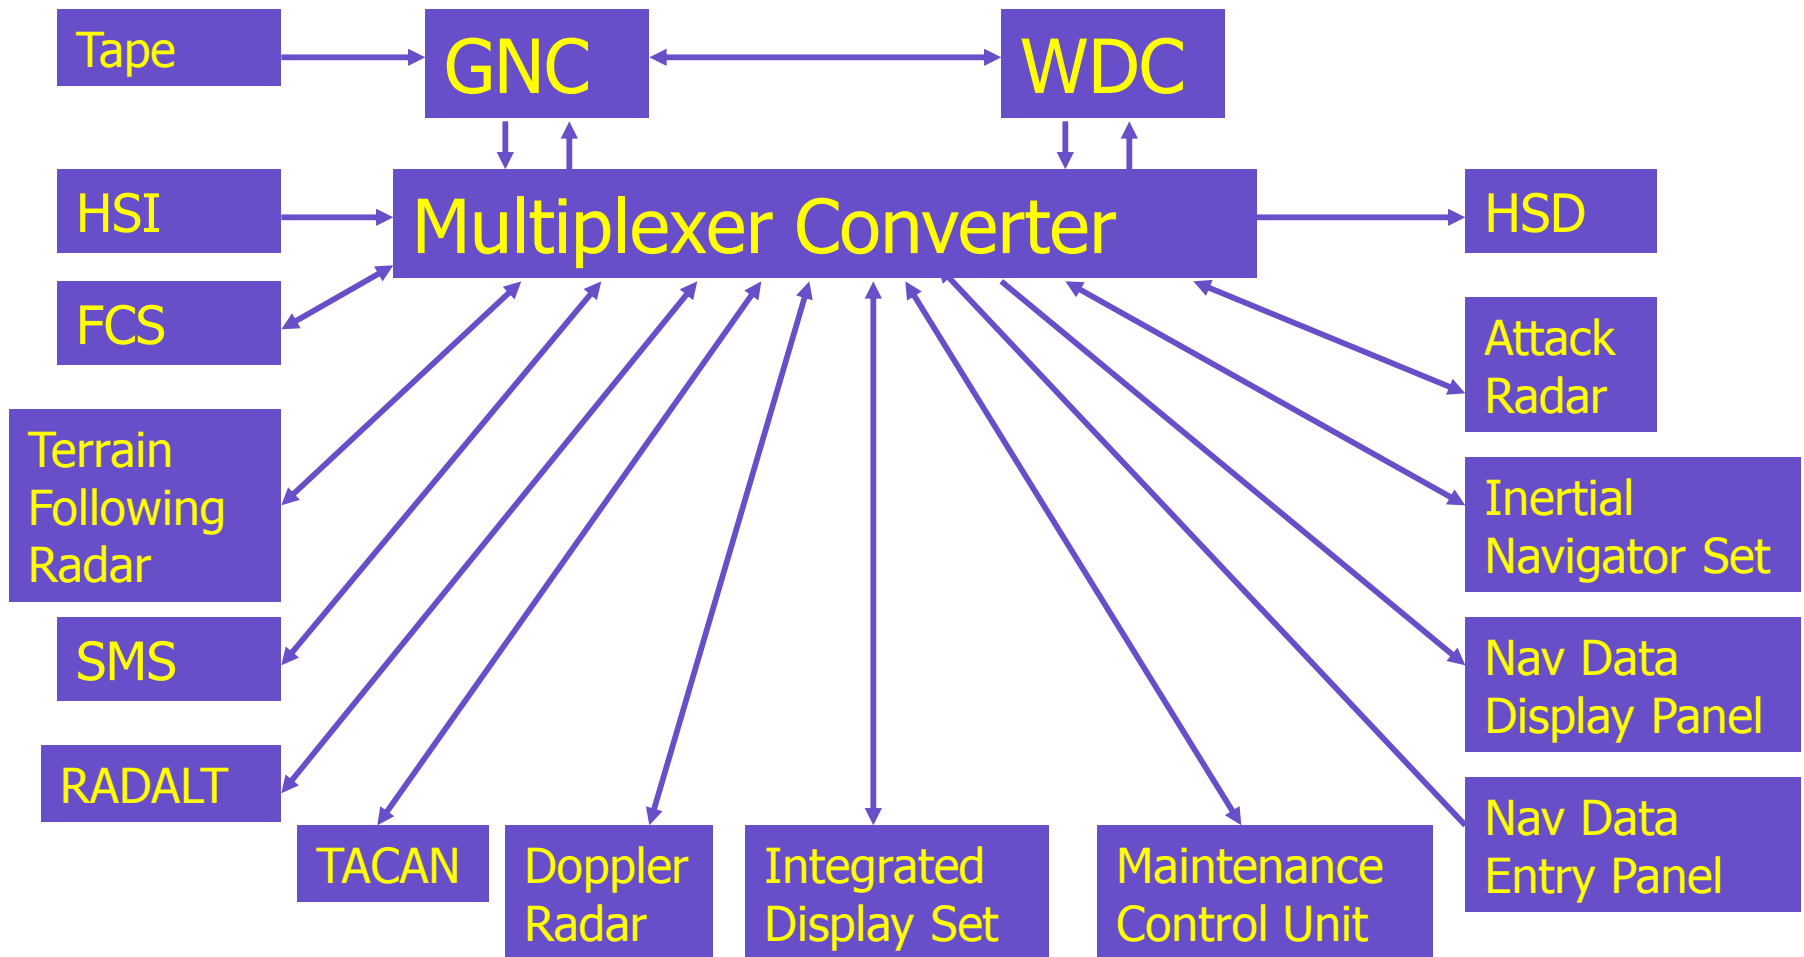 Tape
GNC
WDC
HSI
Multiplexer Converter
HSD
FCS
Attack
Radar
Terrain
Following
Radar
Inertial
Navigator Set
SMS
Nav Data
Display Panel
RADALT
TACAN
Doppler
Radar
Integrated
Display Set
Maintenance
Control Unit
Nav Data
Entry Panel